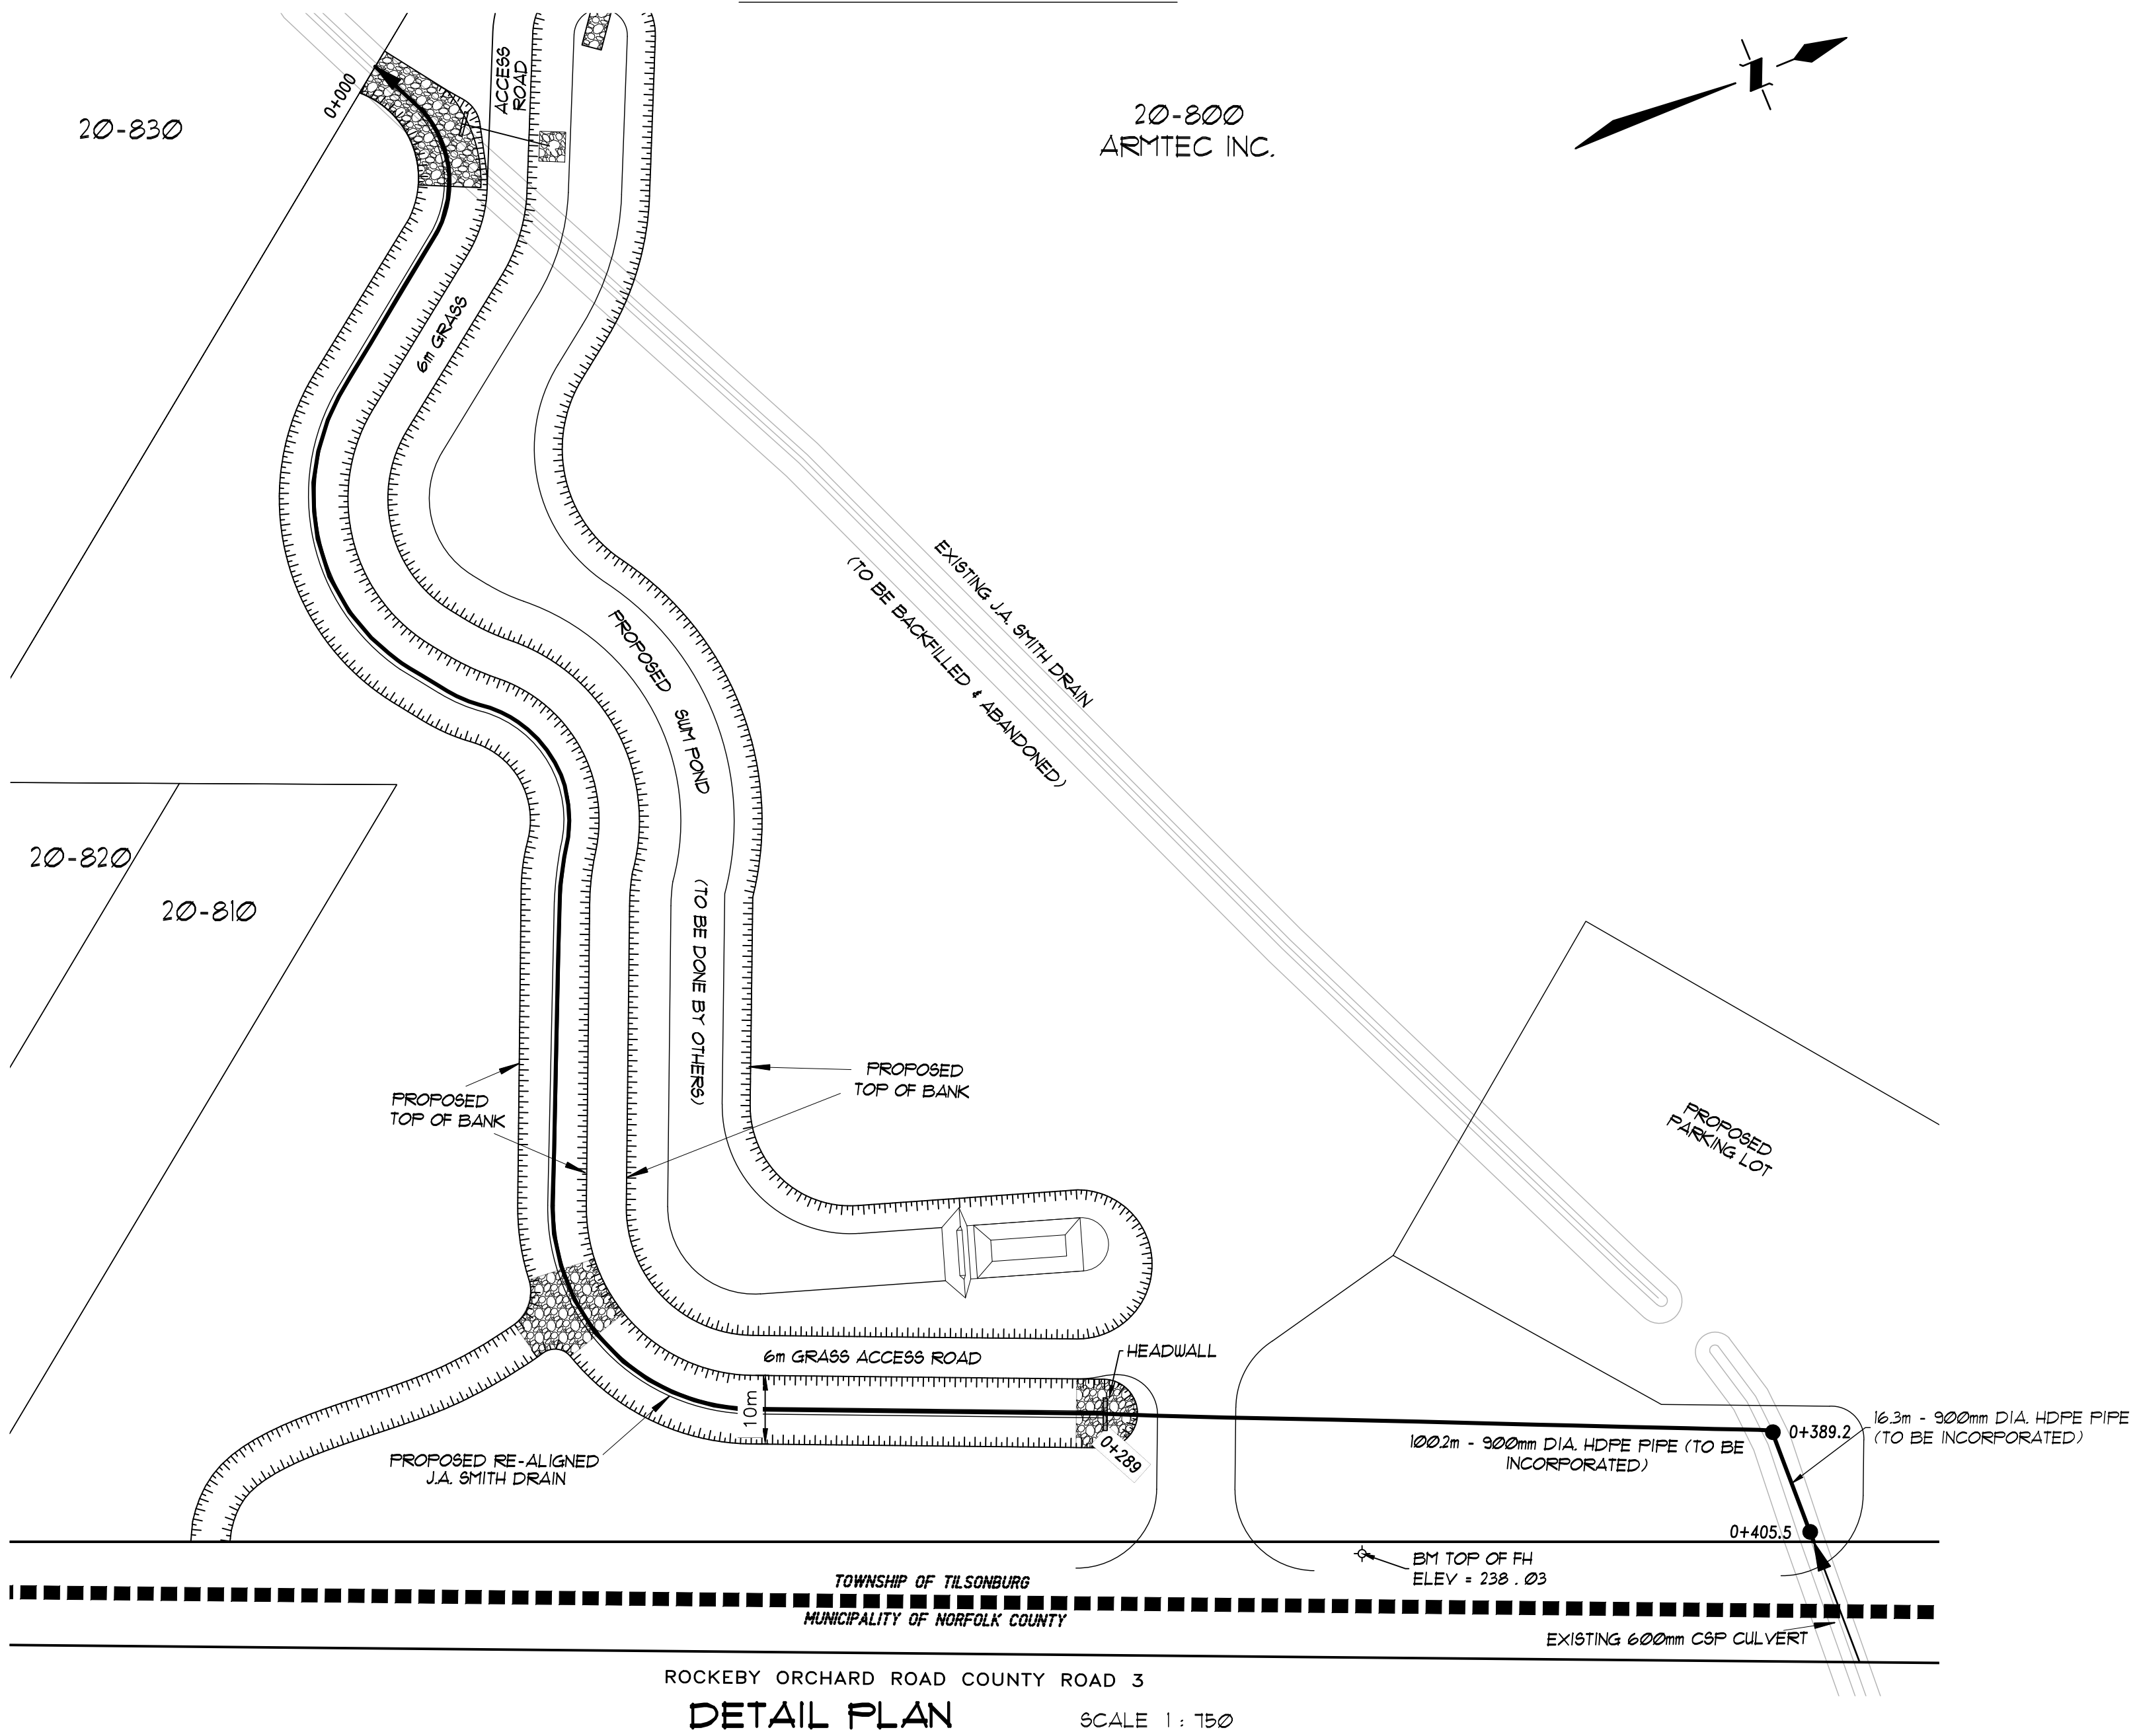 20-830
0+000
ACCESS
ROAD
20-800
ARMTEC INC.
N
6m GRASS
EXISTING J.A. SMITH DRAIN
(TO BE BACKFILLED & ABANDONED)
PROPOSED SWM POND
(TO BE DONE BY OTHERS)
20-820
20-810
PROPOSED
TOP OF BANK
PROPOSED
TOP OF BANK
PROPOSED
PARKING LOT
HEADWALL
6m GRASS ACCESS ROAD
10m
0+289
PROPOSED RE-ALIGNED
J.A. SMITH DRAIN
100.2m - 900mm DIA. HDPE PIPE (TO BE
INCORPORATED)
0+389.2
16.3m - 900mm DIA. HDPE PIPE
(TO BE INCORPORATED)
0+405.5
BM TOP OF FH
ELEV = 238 . 03
TOWNSHIP OF TILSONBURG
MUNICIPALITY OF NORFOLK COUNTY
EXISTING 600mm CSP CULVERT
ROCKEBY ORCHARD ROAD COUNTY ROAD 3
DETAIL PLAN SCALE 1 : 750